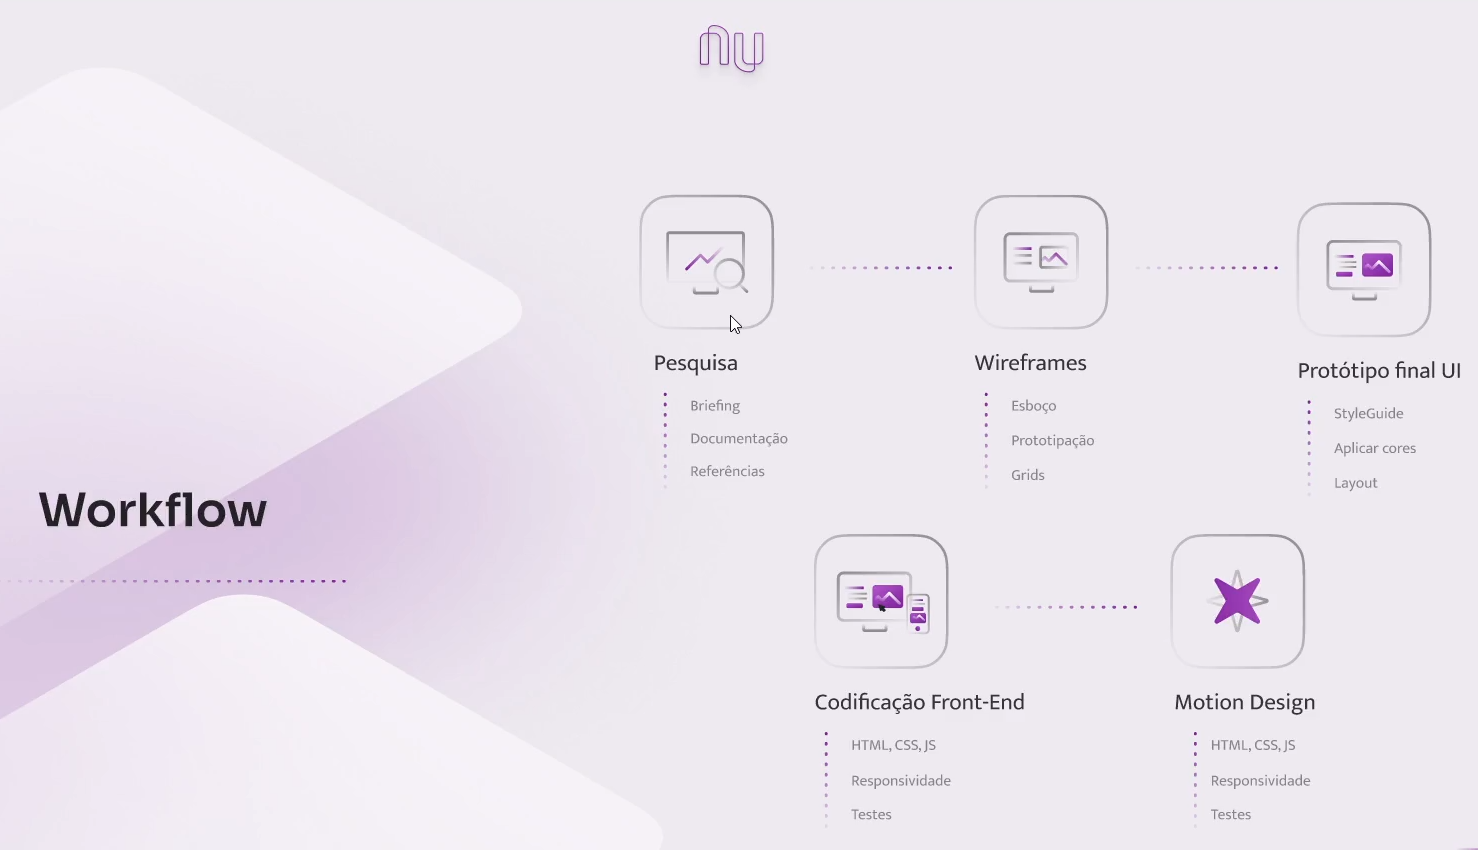 nu
Workflow
Pesquisa
Briefing
Documentação
Referências
Wireframes
Esboço
Prototipação
Grids
Protótipo final UI
StyleGuide
Aplicar cores
Layout
Codificação Front-End
HTML, CSS, JS
Responsividade
Testes
Motion Design
HTML, CSS, JS
Responsividade
Testes